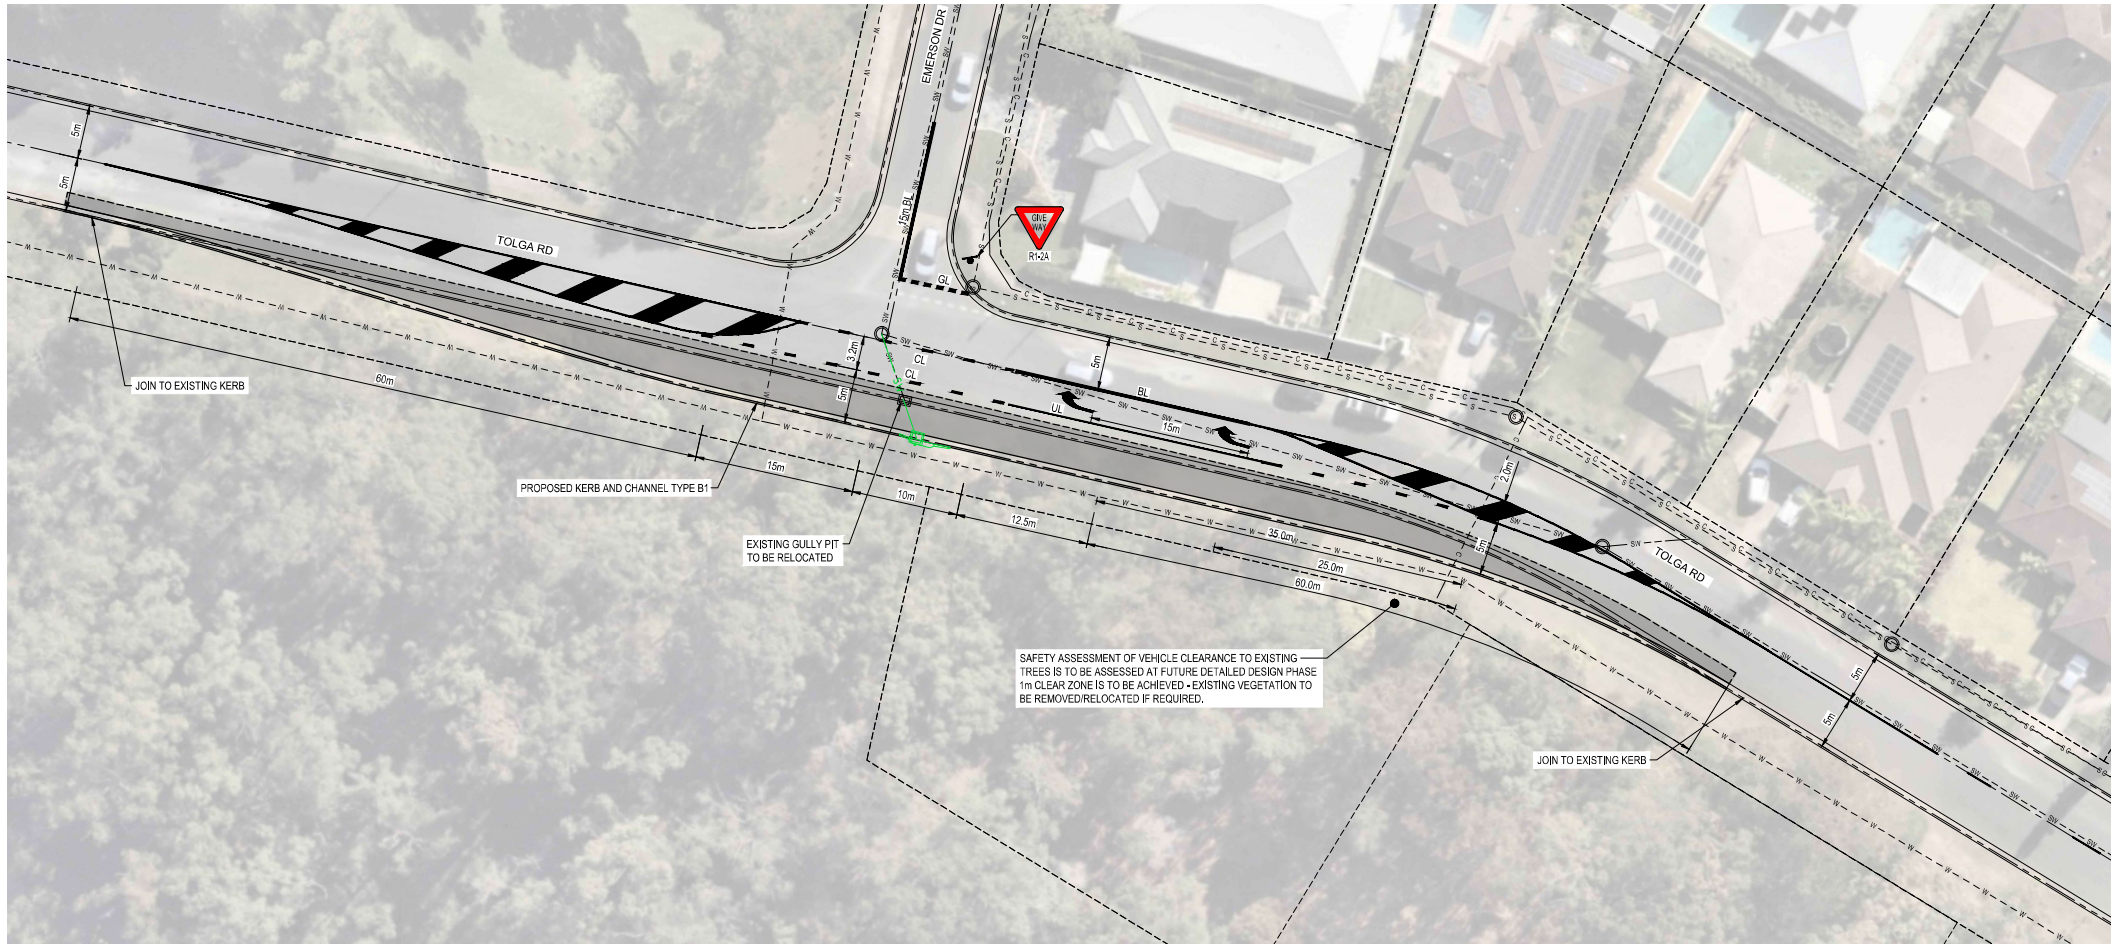 EMERSON DR
5m
5m
TOLGA RD
15m BL
GIVE
WAY
R1-2A
GL
3.2m
5m
CL
CL
5m
BL
UL
15m
2.0m
5m
TOLGA RD
5m
5m
JOIN TO EXISTING KERB
60m
15m
10m
12.5m
35.0m
25.0m
60.0m
PROPOSED KERB AND CHANNEL TYPE B1
EXISTING GULLY PIT
TO BE RELOCATED
SAFETY ASSESSMENT OF VEHICLE CLEARANCE TO EXISTING
TREES IS TO BE ASSESSED AT FUTURE DETAILED DESIGN PHASE
1m CLEAR ZONE IS TO BE ACHIEVED - EXISTING VEGETATION TO
BE REMOVED/RELOCATED IF REQUIRED.
JOIN TO EXISTING KERB